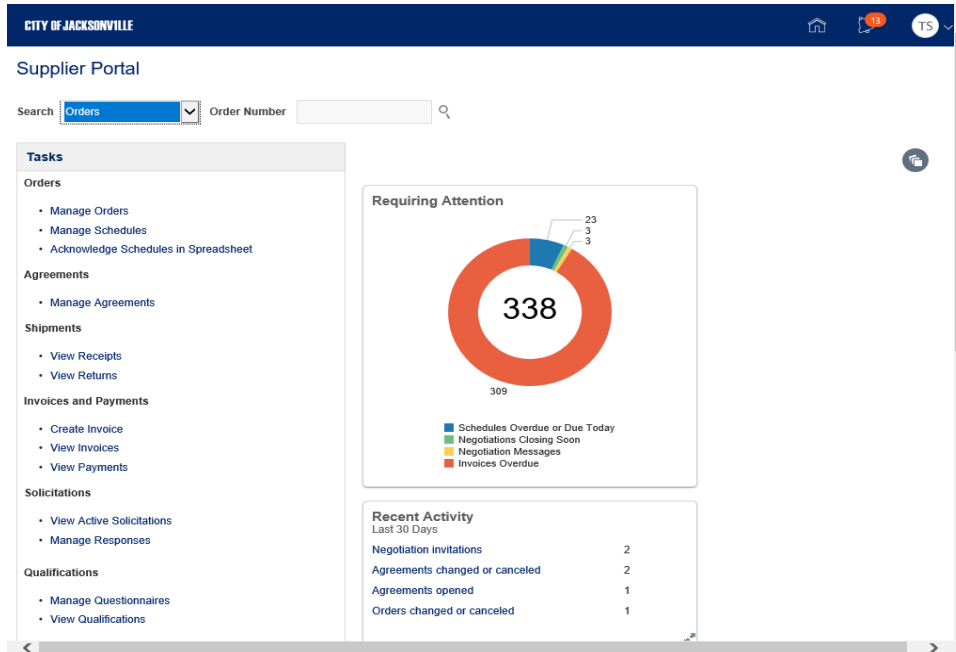 CITY OF JACKSONVILLE
13
TS
Supplier Portal
Search Orders Order Number
Tasks
Orders
• Manage Orders
• Manage Schedules
• Acknowledge Schedules in Spreadsheet
Agreements
• Manage Agreements
Shipments
• View Receipts
• View Returns
Invoices and Payments
• Create Invoice
• View Invoices
• View Payments
Solicitations
• View Active Solicitations
• Manage Responses
Qualifications
• Manage Questionnaires
• View Qualifications
Requiring Attention
23
3
3
338
309
Schedules Overdue or Due Today
Negotiations Closing Soon
Negotiation Messages
Invoices Overdue
Recent Activity
Last 30 Days
Negotiation invitations 2
Agreements changed or canceled 2
Agreements opened 1
Orders changed or canceled 1